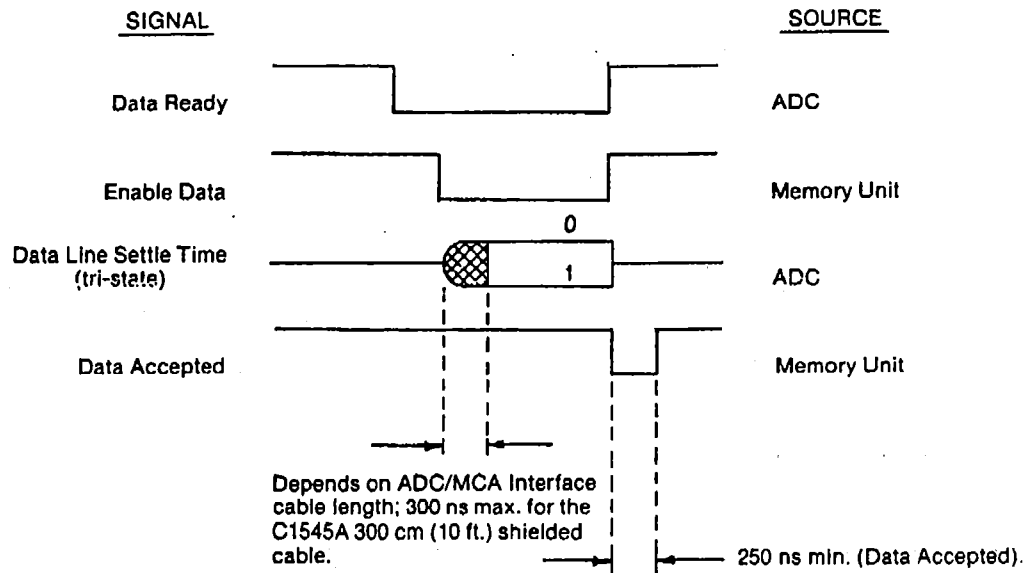 SIGNAL
SOURCE
Data Ready
ADC
Enable Data
Memory Unit
0
Data Line Settle Time
(tri-state)
1
ADC
Data Accepted
Memory Unit
Depends on ADC/MCA Interface
cable length; 300 ns max. for the
C1545A 300 cm (10 ft.) shielded
cable.
250 ns min. (Data Accepted).